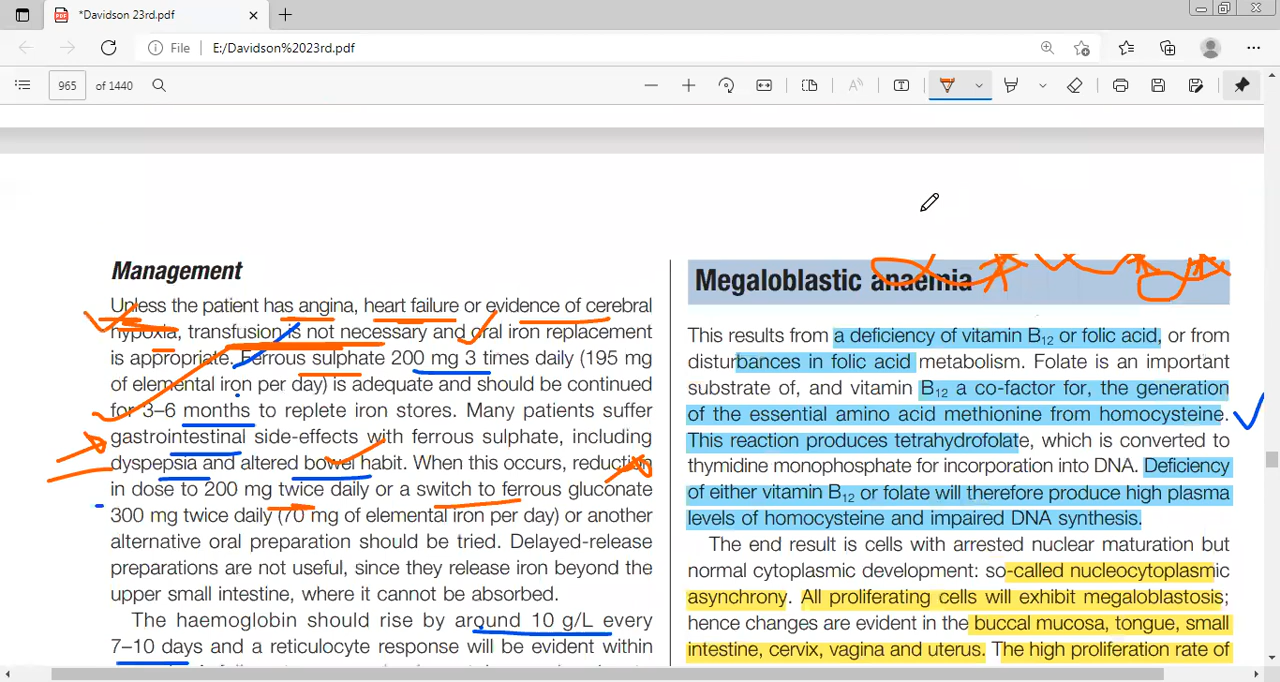 *Davidson 23rd.pdf
File
E:/Davidson%2023rd.pdf
965
of 1440
Management
Unless the patient has angina, heart failure or evidence of cerebral
hypoxia, transfusion is not necessary and oral iron replacement
is appropriate. Ferrous sulphate 200 mg 3 times daily (195 mg
of elemental iron per day) is adequate and should be continued
for 3–6 months to replete iron stores. Many patients suffer
gastrointestinal side-effects with ferrous sulphate, including
dyspepsia and altered bowel habit. When this occurs, reduction
in dose to 200 mg twice daily or a switch to ferrous gluconate
300 mg twice daily (70 mg of elemental iron per day) or another
alternative oral preparation should be tried. Delayed-release
preparations are not useful, since they release iron beyond the
upper small intestine, where it cannot be absorbed.
The haemoglobin should rise by around 10 g/L every
7–10 days and a reticulocyte response will be evident within
Megaloblastic anaemia
This results from a deficiency of vitamin B12 or folic acid, or from
disturbances in folic acid metabolism. Folate is an important
substrate of, and vitamin B12 a co-factor for, the generation
of the essential amino acid methionine from homocysteine.
This reaction produces tetrahydrofolate, which is converted to
thymidine monophosphate for incorporation into DNA. Deficiency
of either vitamin B12 or folate will therefore produce high plasma
levels of homocysteine and impaired DNA synthesis.
The end result is cells with arrested nuclear maturation but
normal cytoplasmic development: so-called nucleocytoplasmic
asynchrony. All proliferating cells will exhibit megaloblastosis;
hence changes are evident in the buccal mucosa, tongue, small
intestine, cervix, vagina and uterus. The high proliferation rate of